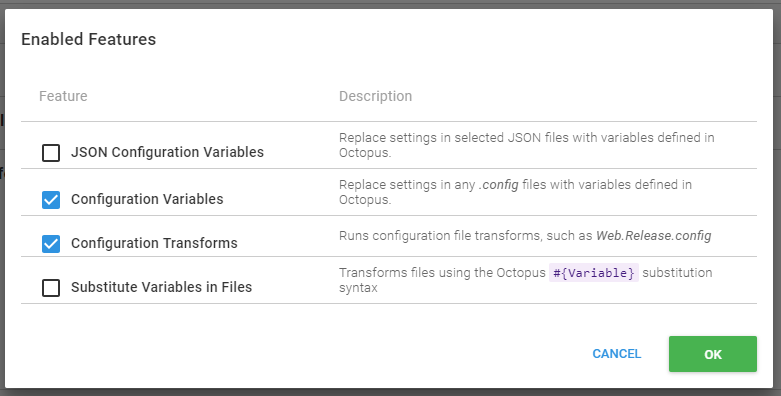 Enabled Features
Feature Description
JSON Configuration Variables
Replace settings in selected JSON files with variables defined in
Octopus.
Configuration Variables
Replace settings in any .config files with variables defined in
Octopus.
Configuration Transforms
Runs configuration file transforms, such as Web.Release.config
Substitute Variables in Files
Transforms files using the Octopus #{Variable} substitution
syntax
CANCEL OK